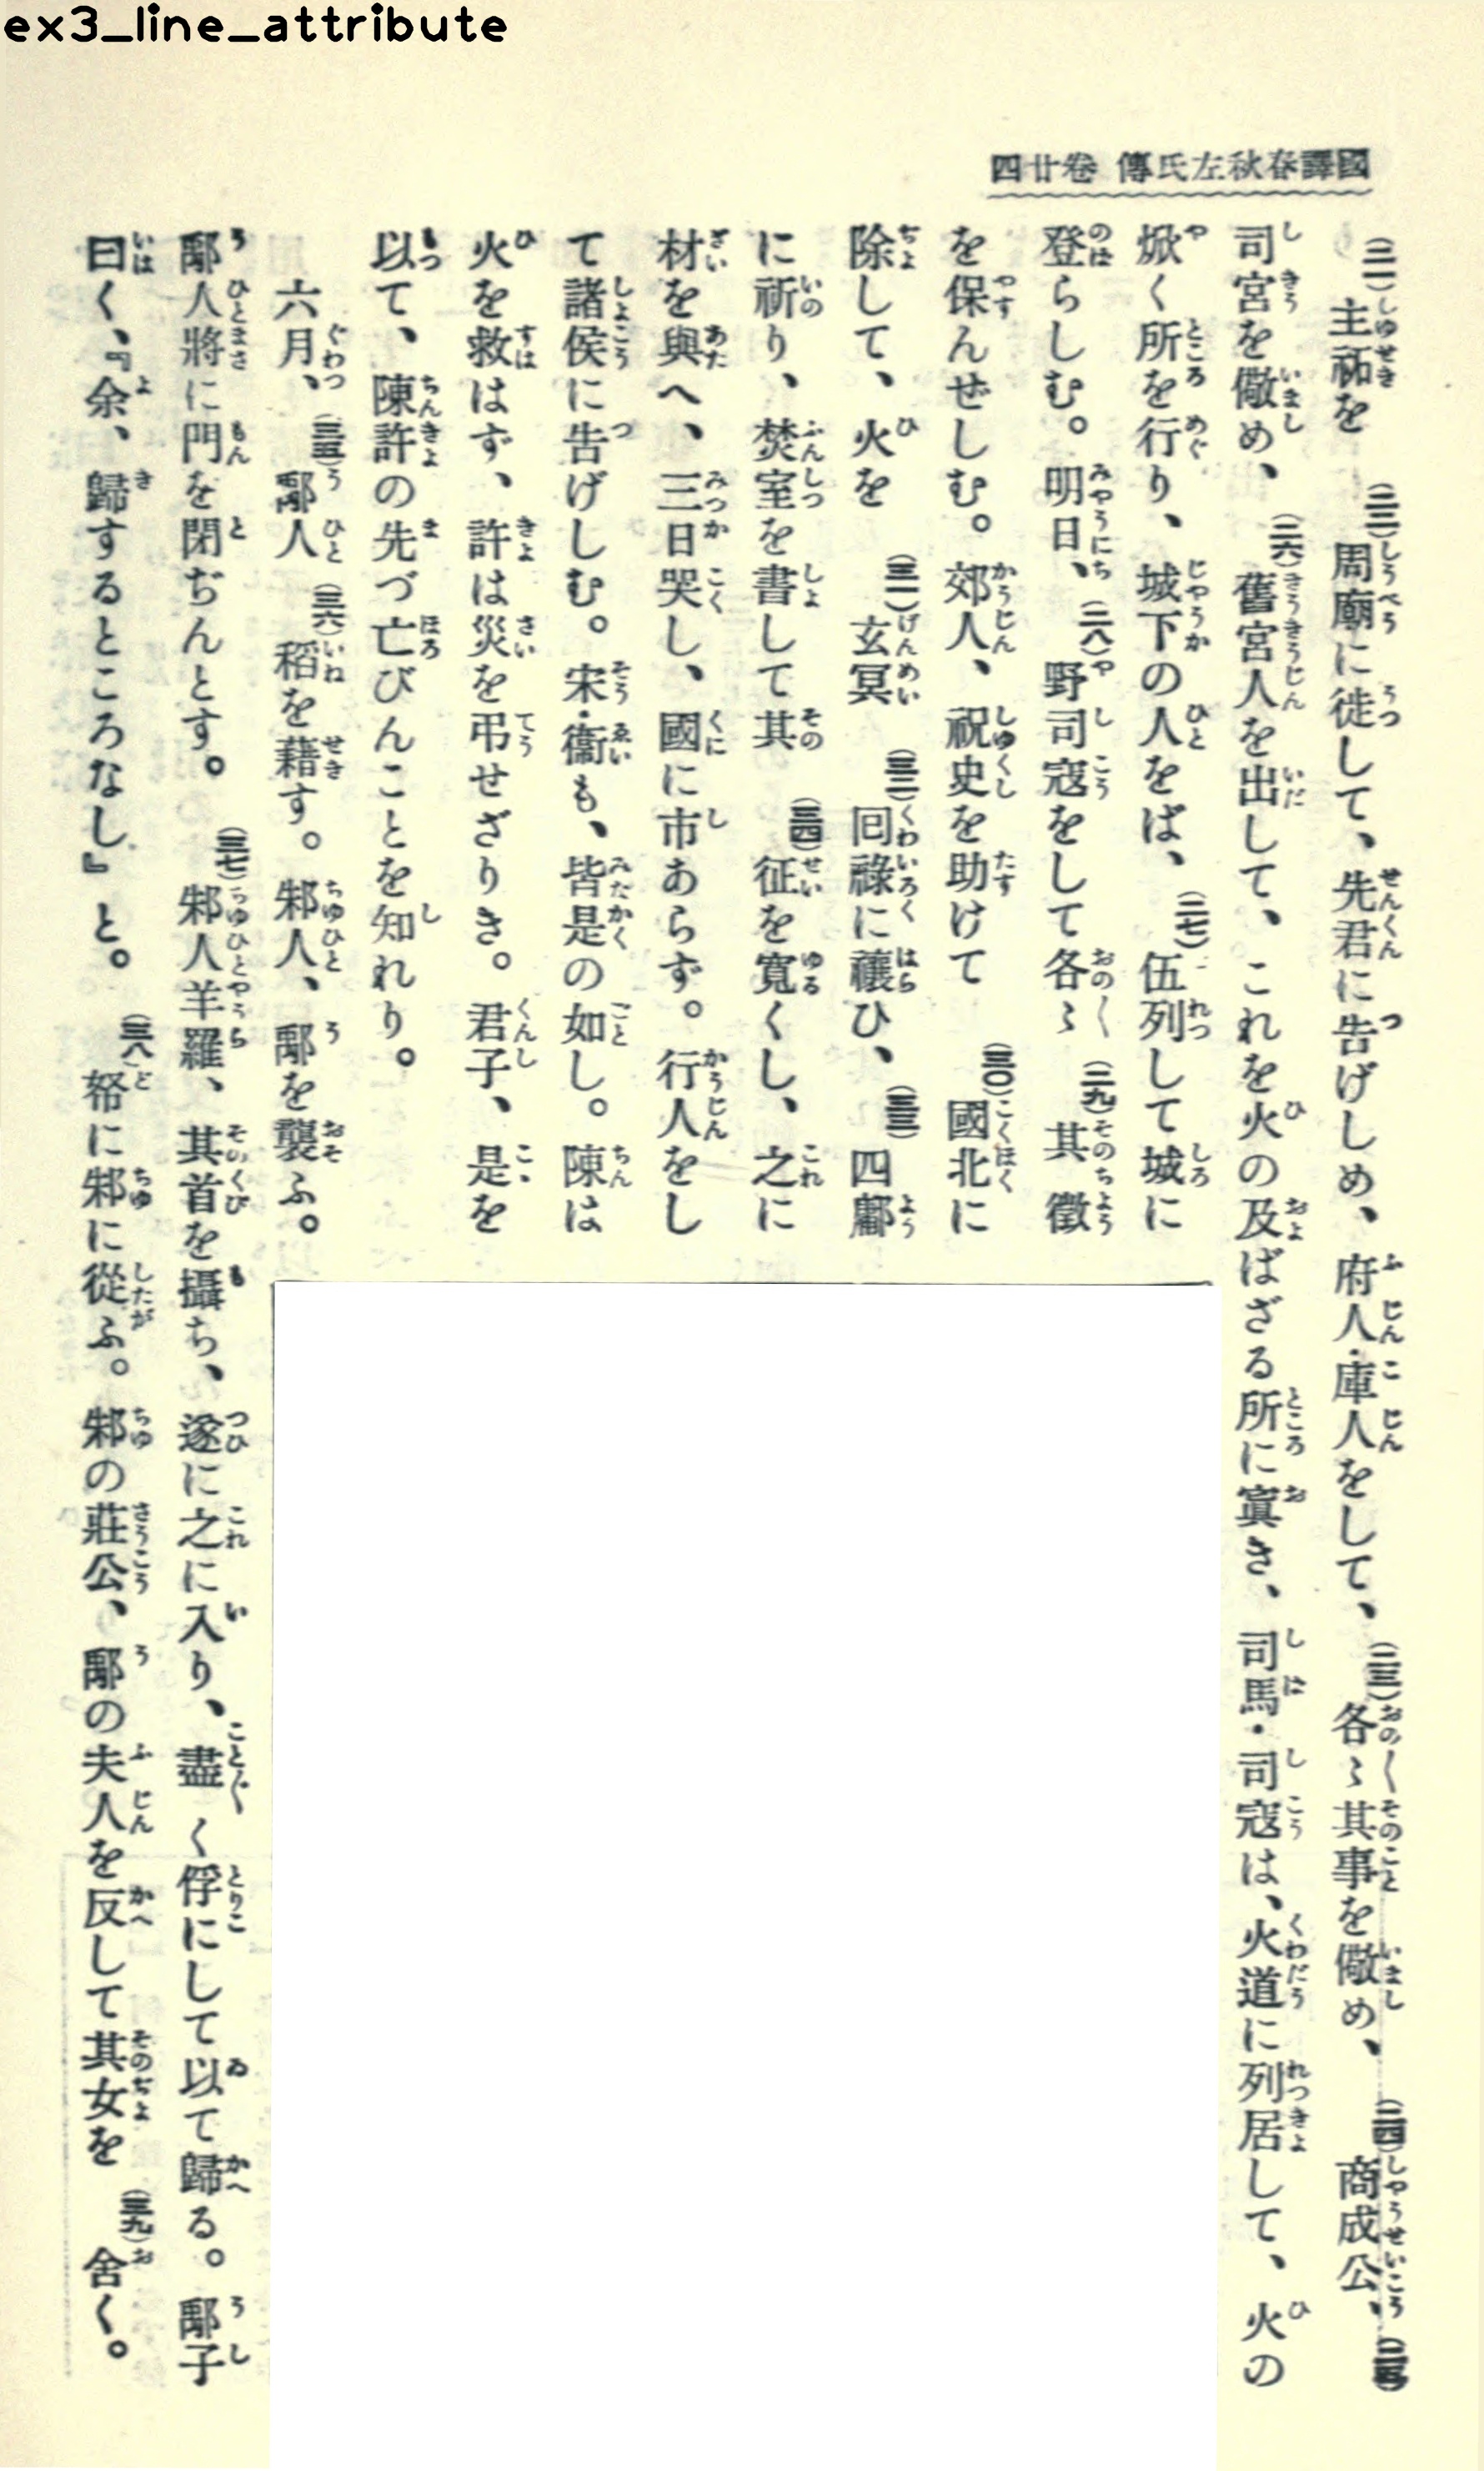 ex3_line_attribute
國譯春秋左氏傳 卷廿四
(二一)主祏を(二二)周廟に徙して、先君に告げしめ、府人・庫人をして、(二三)各〻其事を儆め、(二四)商成公、(二五)
司宮を儆め、(二六)舊宮人を出して、これを火の及ばざる所に寘き、司馬・司寇は、火道に列居して、火の
焮く所を行り、城下の人をば、(二七)伍列して城に
登らしむ。明日、(二八)野司寇をして各〻(二九)其徵
を保んぜしむ。郊人、祝史を助けて(三〇)國北に
除して、火を(三一)玄冥(三二)回祿に禳ひ、(三三)四鄘
に祈り、焚室を書して其(三四)征を寬くし、之に
材を與へ、三日哭し、國に市あらず。行人をし
て諸侯に告げしむ。宋・衞も、皆是の如し。陳は
火を救はず、許は災を弔せざりき。君子、是を
以て、陳許の先づ亡びんことを知れり。
六月、(三五)鄅人(三六)稻を藉す。邾人、鄅を襲ふ。
鄅人將に門を閉ぢんとす。(三七)邾人羊羅、其首を攝ち、遂に之に入り、盡く俘にして以て歸る。鄅子
曰く、『余、歸するところなし』と。(三八)帑に邾に從ふ。邾の莊公、鄅の夫人を反して其女を(三九)舍く。